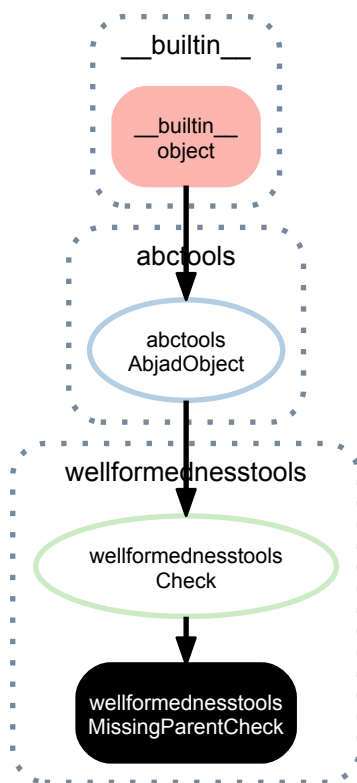 __builtin__
__builtin__
object
abctools
abctools
AbjadObject
wellformednesstools
wellformednesstools
Check
wellformednesstools
MissingParentCheck